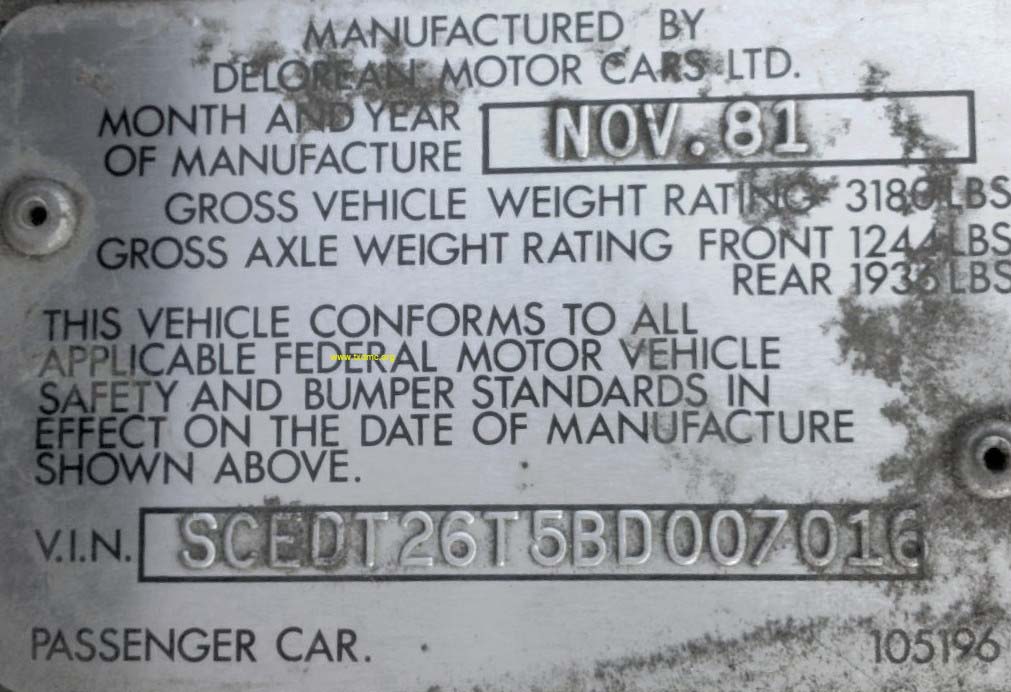 MANUFACTURED BY
DELOREAN MOTOR CARS LTD.
MONTH AND YEAR
OF MANUFACTURE NOV.81
GROSS VEHICLE WEIGHT RATING 3180 LBS
GROSS AXLE WEIGHT RATING FRONT 1244 LBS
REAR 1936 LBS
THIS VEHICLE CONFORMS TO ALL
APPLICABLE FEDERAL MOTOR VEHICLE
www.txdmc.org
SAFETY AND BUMPER STANDARDS IN
EFFECT ON THE DATE OF MANUFACTURE
SHOWN ABOVE.
V.I.N. SCEDT26T5BD007016
PASSENGER CAR. 105196